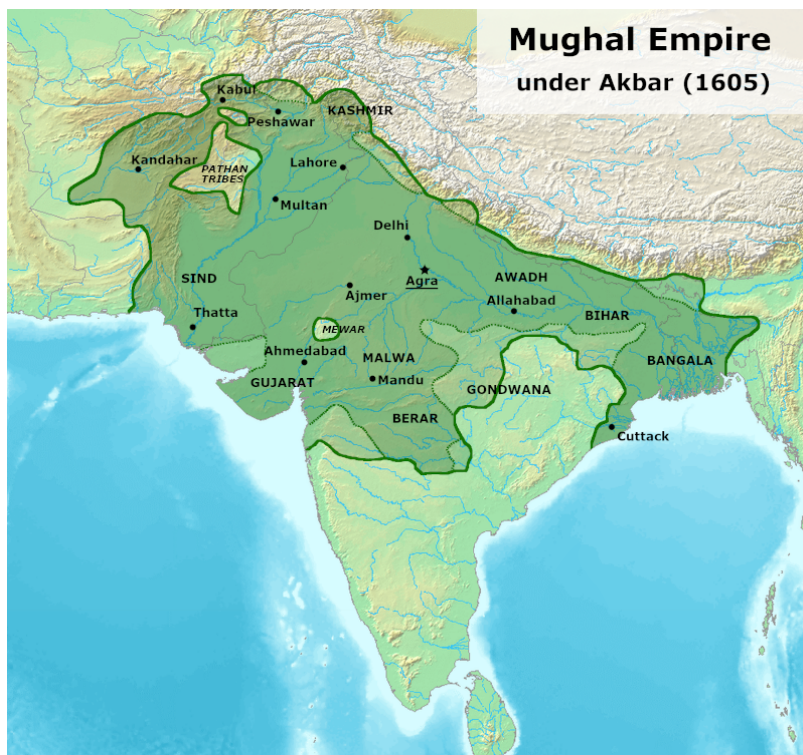 Mughal Empire
under Akbar (1605)
Kabul
KASHMIR
Peshawar
Kandahar
Lahore
PATHAN
TRIBES
Multan
Delhi
SIND
Agra
AWADH
Ajmer
Allahabad
Thatta
BIHAR
MEWAR
Ahmedabad
MALWA
BANGALA
GUJARAT
Mandu
GONDWANA
BERAR
Cuttack